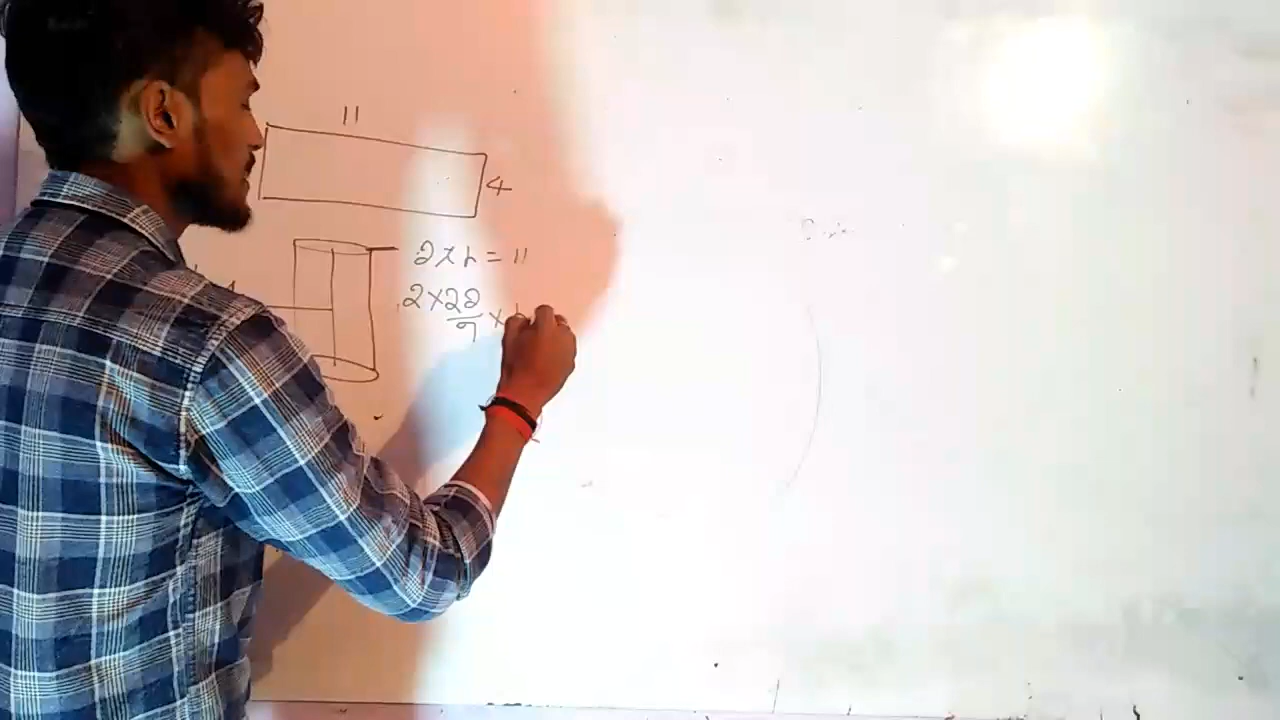 11
4
2πr = 11
2 × 22/7 ×